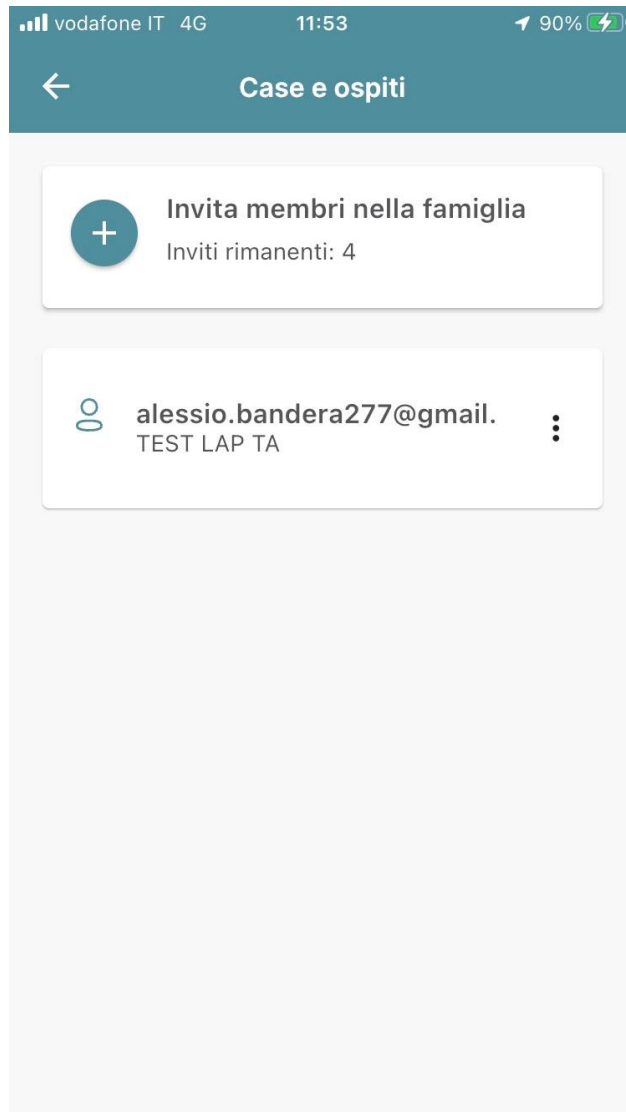 vodafone IT 4G 11:53 90%
Case e ospiti
Invita membri nella famiglia
Inviti rimanenti: 4
alessio.bandera277@gmail.
TEST LAP TA